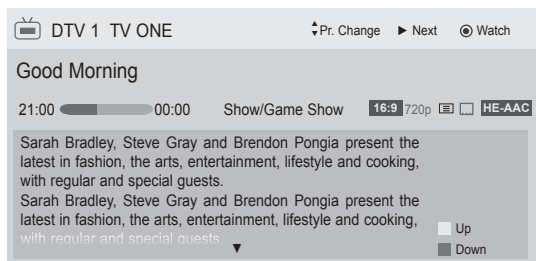 DTV 1 TV ONE Pr. Change Next Watch
Good Morning
21:00 00:00 Show/Game Show 16:9 720p HE-AAC
Sarah Bradley, Steve Gray and Brendon Pongia present the
latest in fashion, the arts, entertainment, lifestyle and cooking,
with regular and special guests.
Sarah Bradley, Steve Gray and Brendon Pongia present the
latest in fashion, the arts, entertainment, lifestyle and cooking,
with regular and special guests.
Up
Down